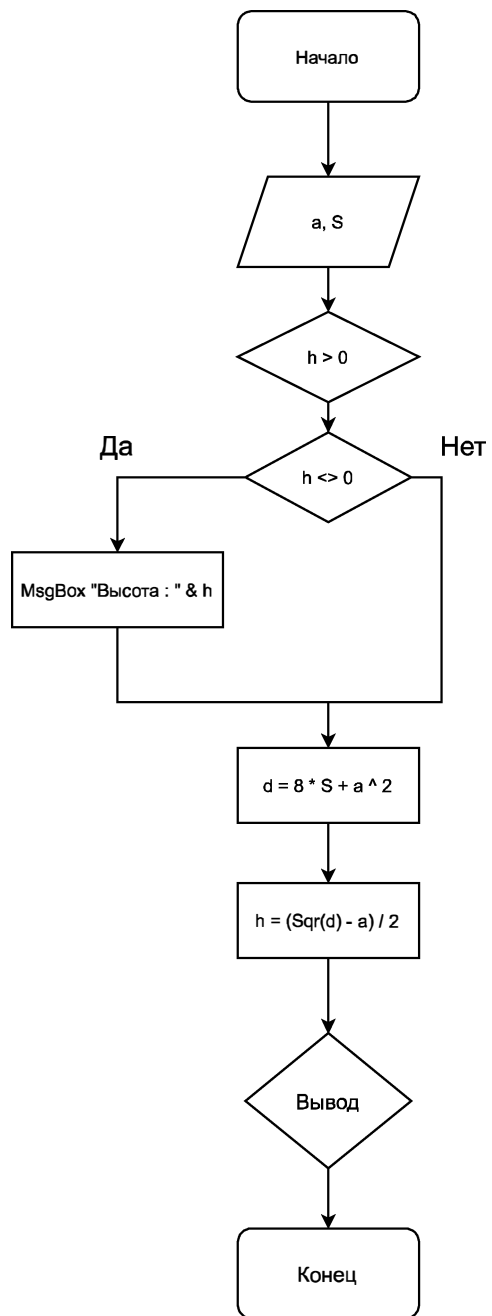 Начало
a, S
h > 0
Да
Нет
h <> 0
MsgBox "Высота : " & h
d = 8 * S + a ^ 2
h = (Sqr(d) - a) / 2
Вывод
Конец